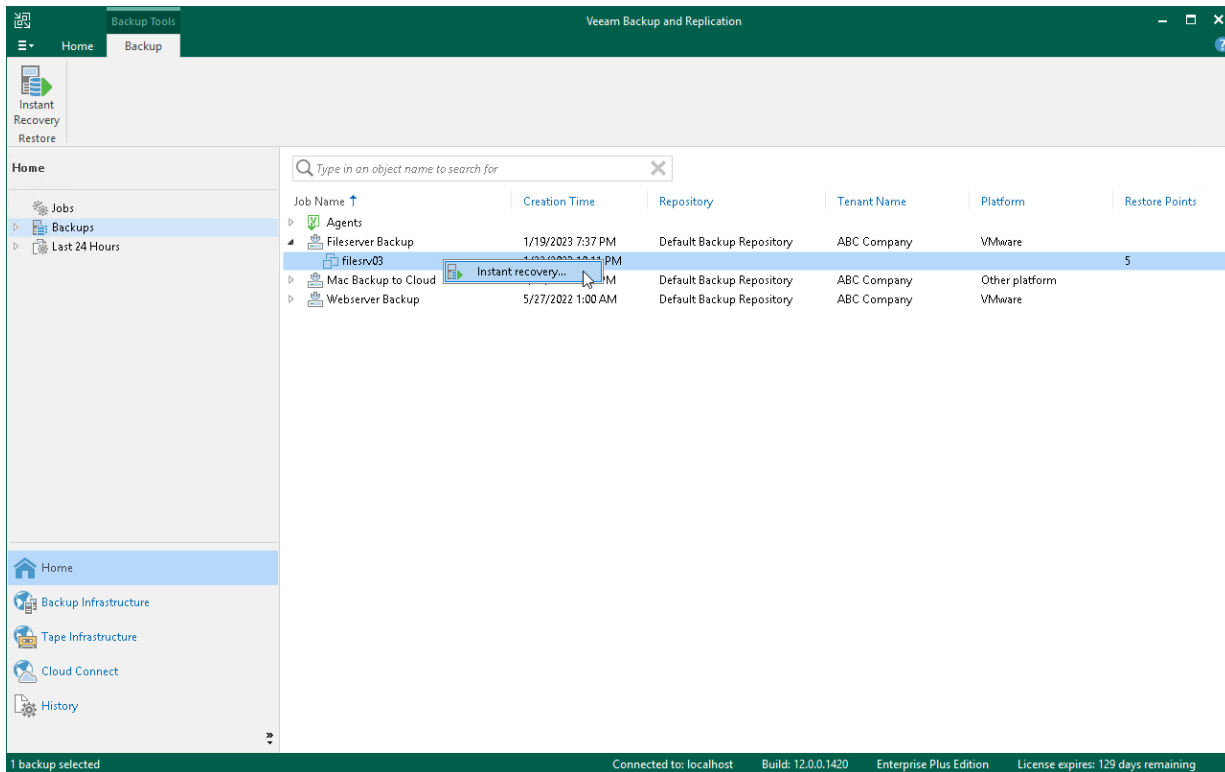 Backup Tools
Veeam Backup and Replication
Home Backup
Instant
Recovery
Restore
Home
Type in an object name to search for
Jobs
Backups
Last 24 Hours
Job Name Creation Time Repository Tenant Name Platform Restore Points
Agents
Fileserver Backup 1/19/2023 7:37 PM Default Backup Repository ABC Company VMware
filesrv03 PM 5
Instant recovery...
Mac Backup to Cloud Default Backup Repository ABC Company Other platform
Webserver Backup 5/27/2022 1:00 AM Default Backup Repository ABC Company VMware
Home
Backup Infrastructure
Tape Infrastructure
Cloud Connect
History
1 backup selected Connected to: localhost Build: 12.0.0.1420 Enterprise Plus Edition License expires: 129 days remaining